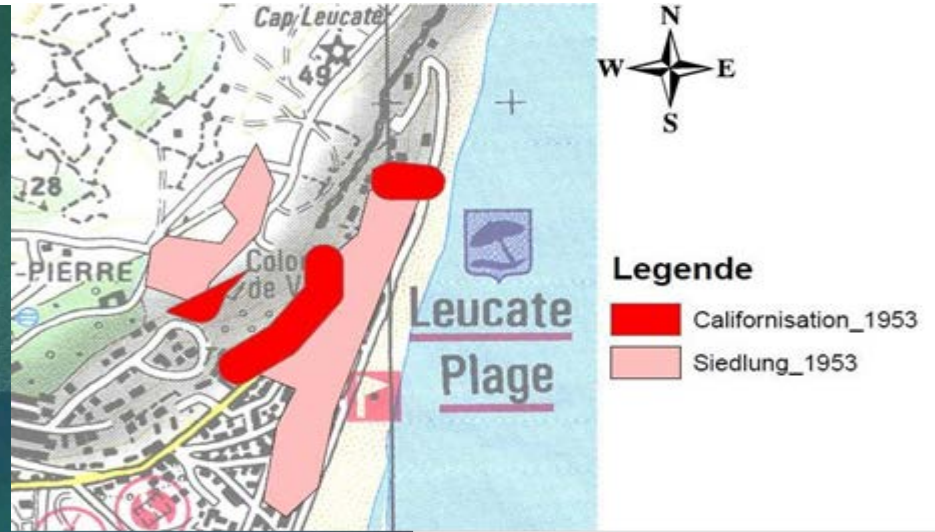 Cap Leucate
49
28
-PIERRE
Colo
de V
Leucate
Plage
N
W E
S
Legende
Californisation_1953
Siedlung_1953